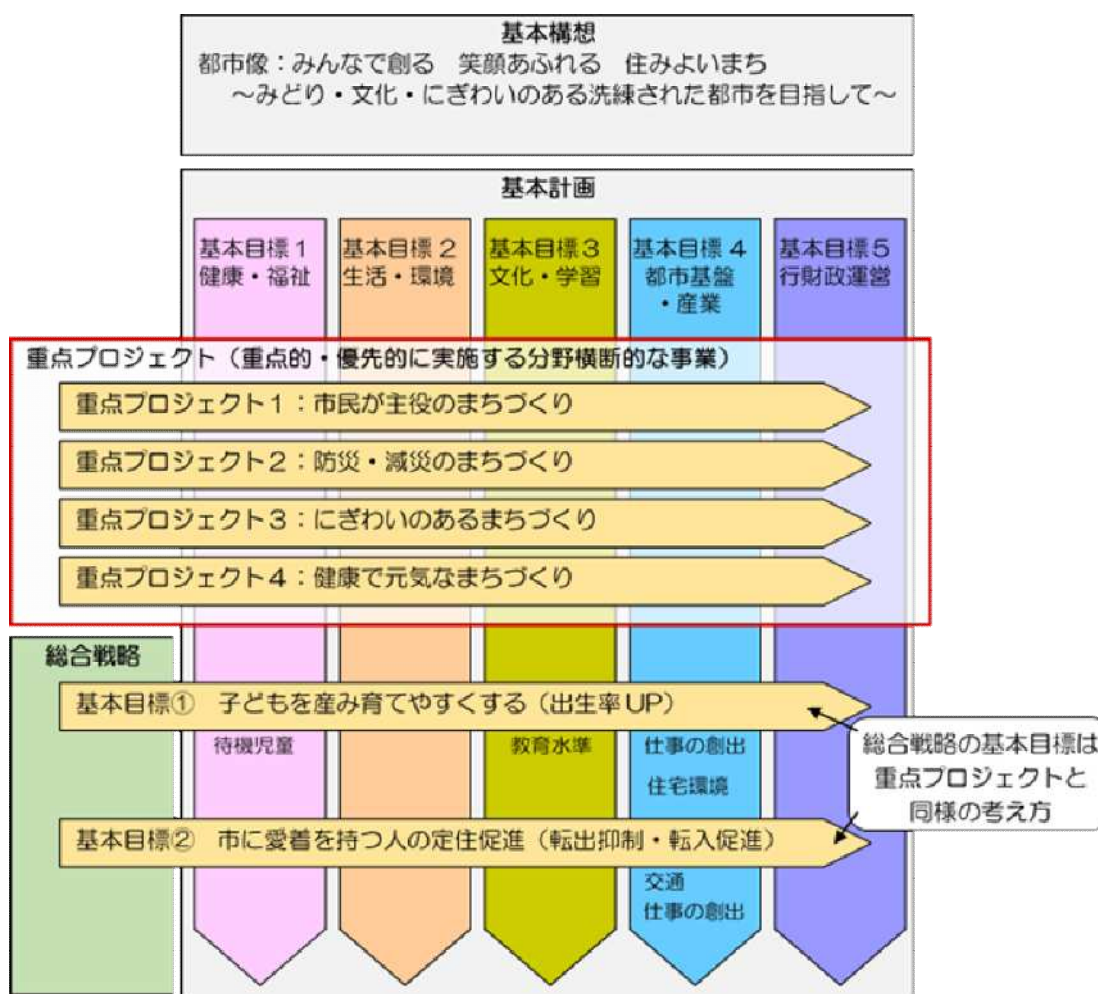 基本構想
都市像：みんなで創る　笑顔あふれる　住みよいまち
～みどり・文化・にぎわいのある洗練された都市を目指して～
基本計画
基本目標１
健康・福祉
基本目標２
生活・環境
基本目標３
文化・学習
基本目標４
都市基盤
・産業
基本目標５
行財政運営
重点プロジェクト（重点的・優先的に実施する分野横断的な事業）
重点プロジェクト１：市民が主役のまちづくり
重点プロジェクト２：防災・減災のまちづくり
重点プロジェクト３：にぎわいのあるまちづくり
重点プロジェクト４：健康で元気なまちづくり
総合戦略
基本目標①　子どもを産み育てやすくする（出生率UP）
待機児童
教育水準
仕事の創出
住宅環境
総合戦略の基本目標は
重点プロジェクトと
同様の考え方
基本目標②　市に愛着を持つ人の定住促進（転出抑制・転入促進）
交通
仕事の創出